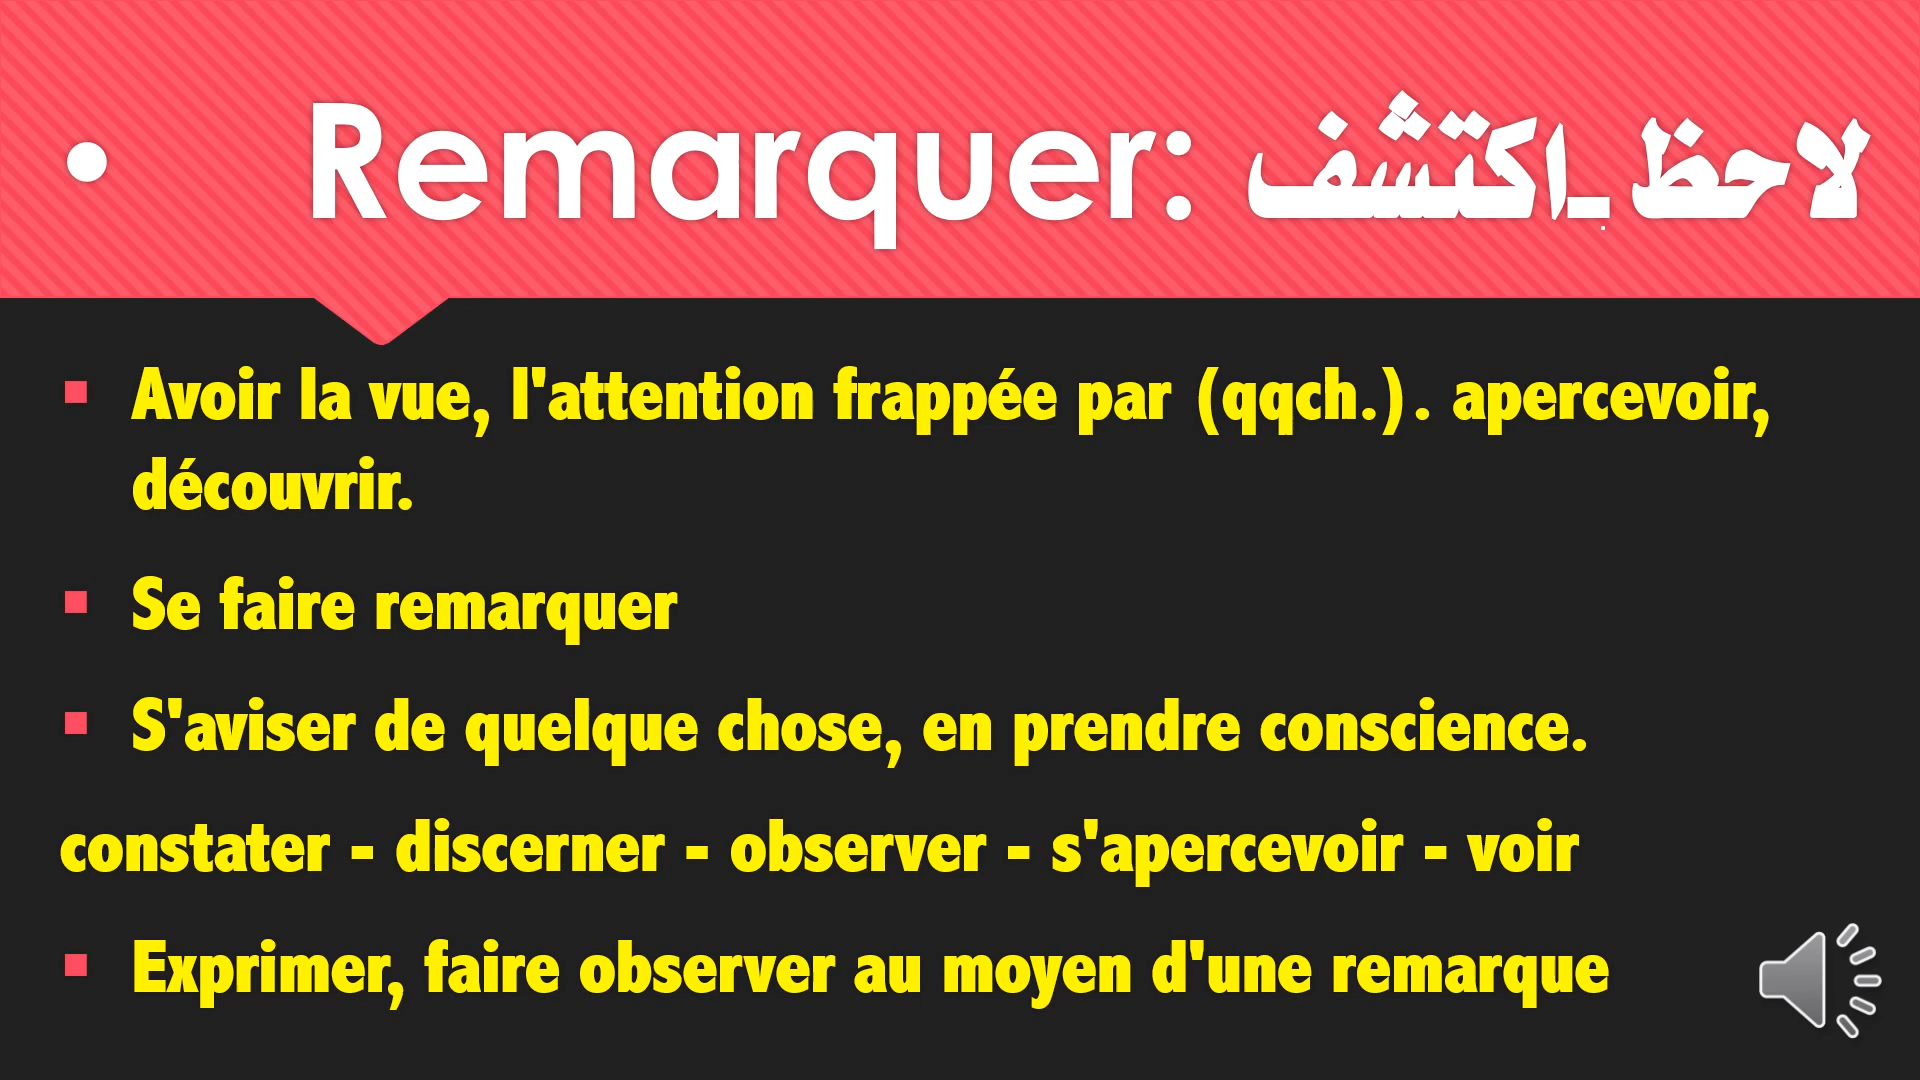 • Remarquer: لاحظ ـاكتشف
▪ Avoir la vue, l'attention frappée par (qqch.). apercevoir,
découvrir.
▪ Se faire remarquer
▪ S'aviser de quelque chose, en prendre conscience.
constater - discerner - observer - s'apercevoir - voir
▪ Exprimer, faire observer au moyen d'une remarque